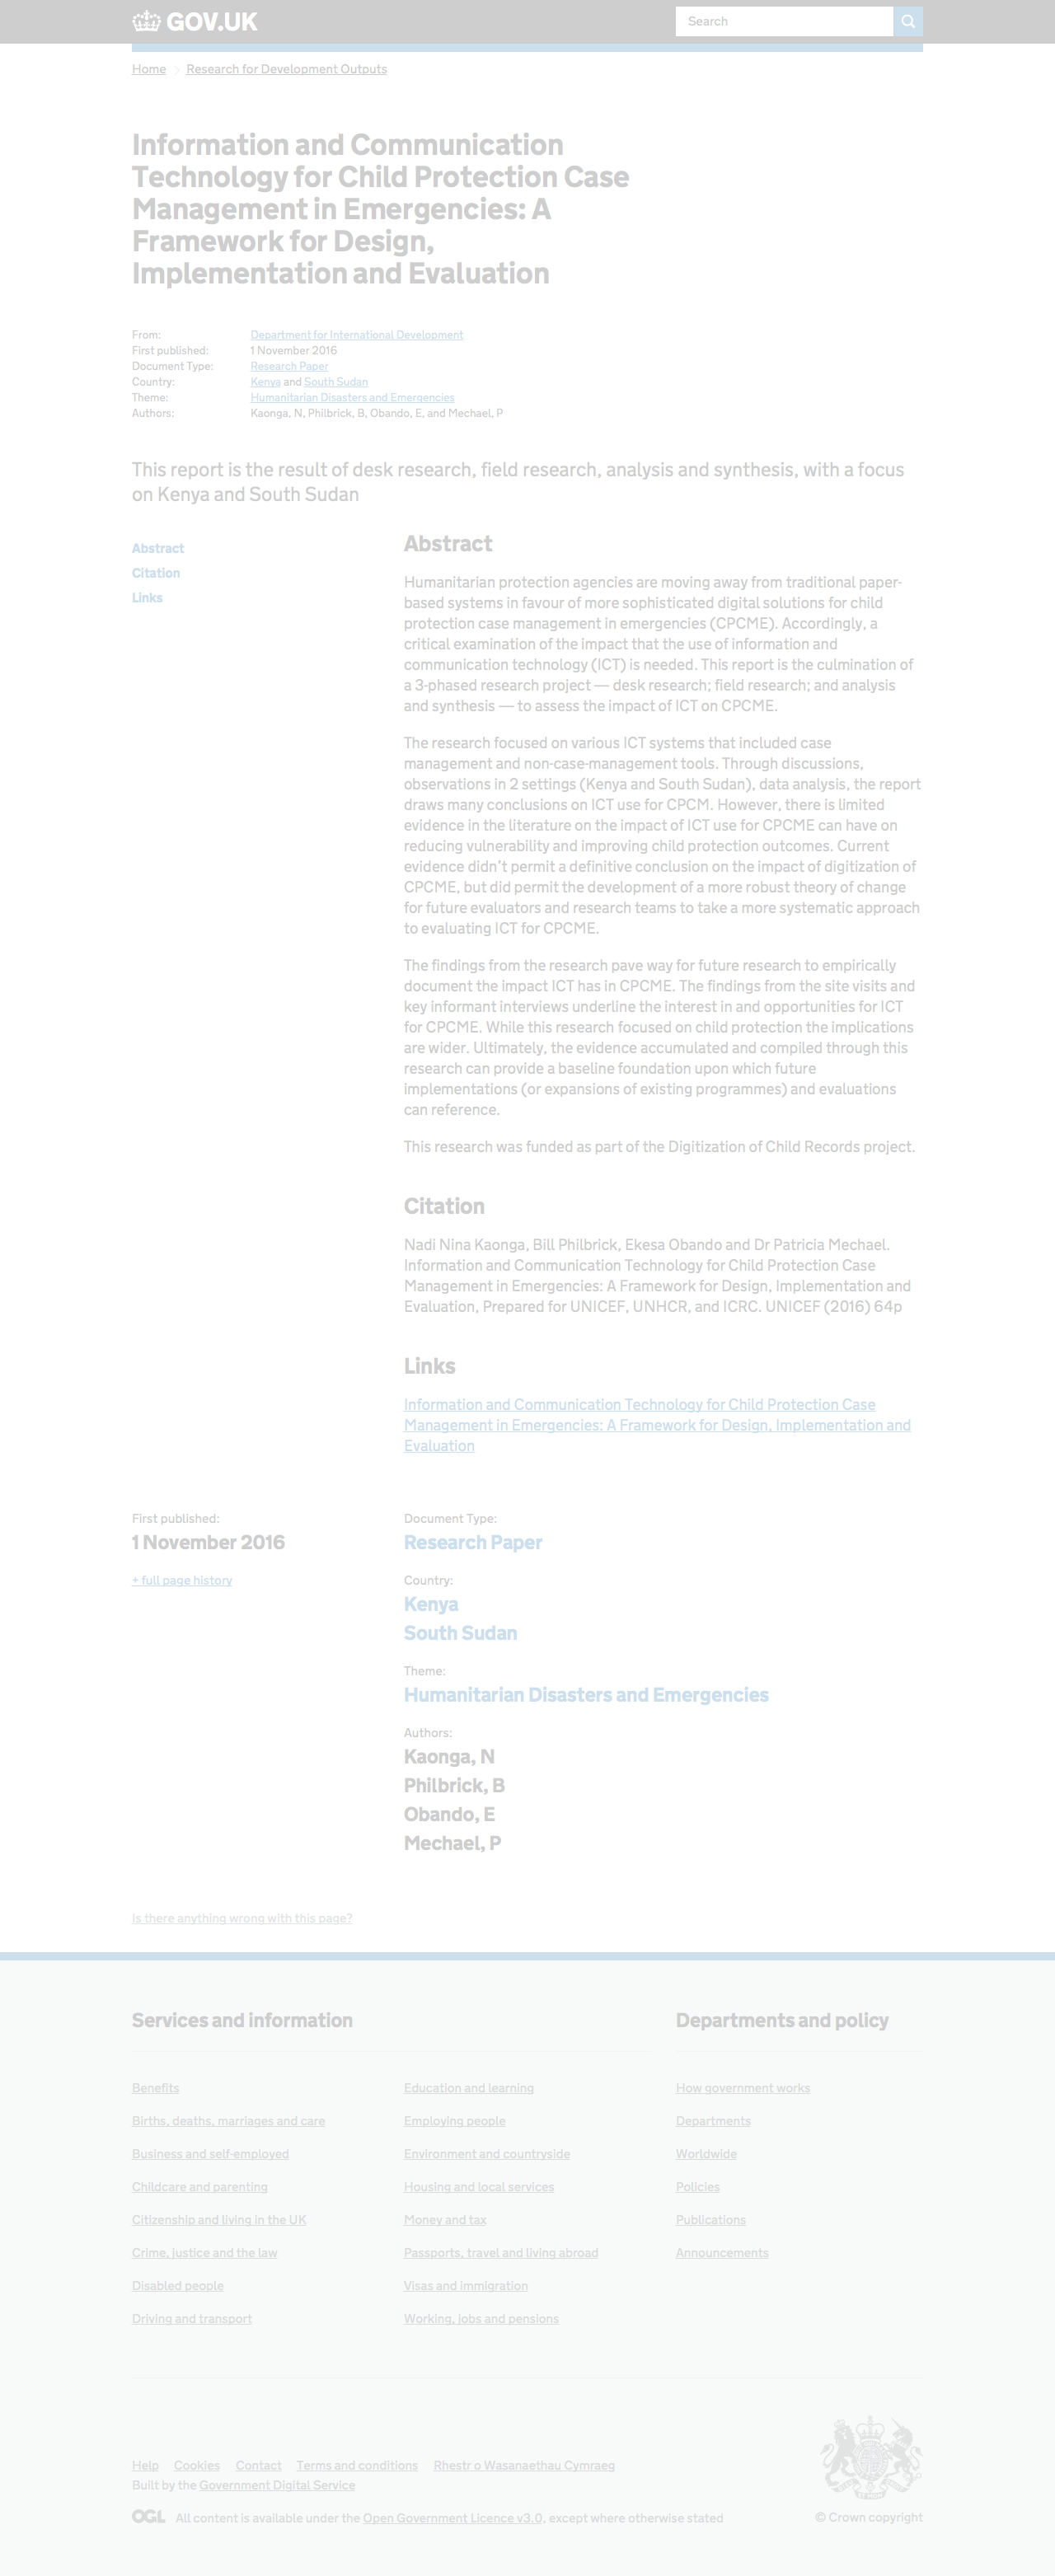 GOV.UK
Search
Home
Research for Development Outputs
Information and Communication
Technology for Child Protection Case
Management in Emergencies: A
Framework for Design,
Implementation and Evaluation
From: Department for International Development
First published: 1 November 2016
Document Type: Research Paper
Country: Kenya and South Sudan
Theme: Humanitarian Disasters and Emergencies
Authors: Kaonga, N, Philbrick, B, Obando, E, and Mechael, P
This report is the result of desk research, field research, analysis and synthesis, with a focus
on Kenya and South Sudan
Abstract
Citation
Links
Abstract
Humanitarian protection agencies are moving away from traditional paper-
based systems in favour of more sophisticated digital solutions for child
protection case management in emergencies (CPCME). Accordingly, a
critical examination of the impact that the use of information and
communication technology (ICT) is needed. This report is the culmination of
a 3-phased research project — desk research; field research; and analysis
and synthesis — to assess the impact of ICT on CPCME.
The research focused on various ICT systems that included case
management and non-case-management tools. Through discussions,
observations in 2 settings (Kenya and South Sudan), data analysis, the report
draws many conclusions on ICT use for CPCM. However, there is limited
evidence in the literature on the impact of ICT use for CPCME can have on
reducing vulnerability and improving child protection outcomes. Current
evidence didn’t permit a definitive conclusion on the impact of digitization of
CPCME, but did permit the development of a more robust theory of change
for future evaluators and research teams to take a more systematic approach
to evaluating ICT for CPCME.
The findings from the research pave way for future research to empirically
document the impact ICT has in CPCME. The findings from the site visits and
key informant interviews underline the interest in and opportunities for ICT
for CPCME. While this research focused on child protection the implications
are wider. Ultimately, the evidence accumulated and compiled through this
research can provide a baseline foundation upon which future
implementations (or expansions of existing programmes) and evaluations
can reference.
This research was funded as part of the Digitization of Child Records project.
Citation
Nadi Nina Kaonga, Bill Philbrick, Ekesa Obando and Dr Patricia Mechael.
Information and Communication Technology for Child Protection Case
Management in Emergencies: A Framework for Design, Implementation and
Evaluation, Prepared for UNICEF, UNHCR, and ICRC. UNICEF (2016) 64p
Links
Information and Communication Technology for Child Protection Case
Management in Emergencies: A Framework for Design, Implementation and
Evaluation
First published:
1 November 2016
+ full page history
Document Type:
Research Paper
Country:
Kenya
South Sudan
Theme:
Humanitarian Disasters and Emergencies
Authors:
Kaonga, N
Philbrick, B
Obando, E
Mechael, P
Is there anything wrong with this page?
Services and information
Benefits
Births, deaths, marriages and care
Business and self-employed
Childcare and parenting
Citizenship and living in the UK
Crime, justice and the law
Disabled people
Driving and transport
Education and learning
Employing people
Environment and countryside
Housing and local services
Money and tax
Passports, travel and living abroad
Visas and immigration
Working, jobs and pensions
Departments and policy
How government works
Departments
Worldwide
Policies
Publications
Announcements
Help Cookies Contact Terms and conditions Rhestr o Wasanaethau Cymraeg
Built by the Government Digital Service
OGL All content is available under the Open Government Licence v3.0, except where otherwise stated
© Crown copyright